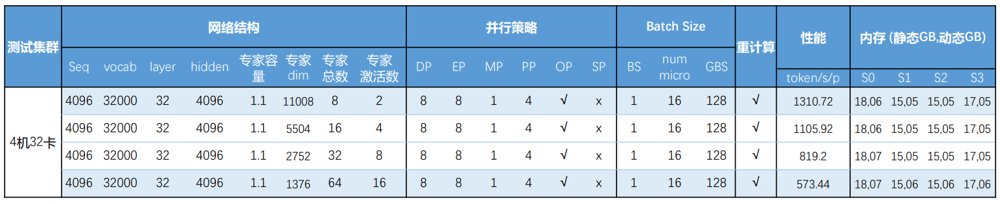 测试集群 网络结构 并行策略 Batch Size 重计算 性能 内存 (静态GB,动态GB)
Seq vocab layer hidden 专家容量 专家dim 专家总数 专家激活数 DP EP MP PP OP SP BS num micro GBS token/s/p S0 S1 S2 S3
4机32卡
4096 32000 32 4096 1.1 11008 8 2 8 8 1 4 √ x 1 16 128 √ 1310.72 18,06 15,05 15,05 17,05
4096 32000 32 4096 1.1 5504 16 4 8 8 1 4 √ x 1 16 128 √ 1105.92 18,06 15,05 15,05 17,05
4096 32000 32 4096 1.1 2752 32 8 8 8 1 4 √ x 1 16 128 √ 819.2 18,07 15,05 15,05 17,05
4096 32000 32 4096 1.1 1376 64 16 8 8 1 4 √ x 1 16 128 √ 573.44 18,07 15,06 15,06 17,06